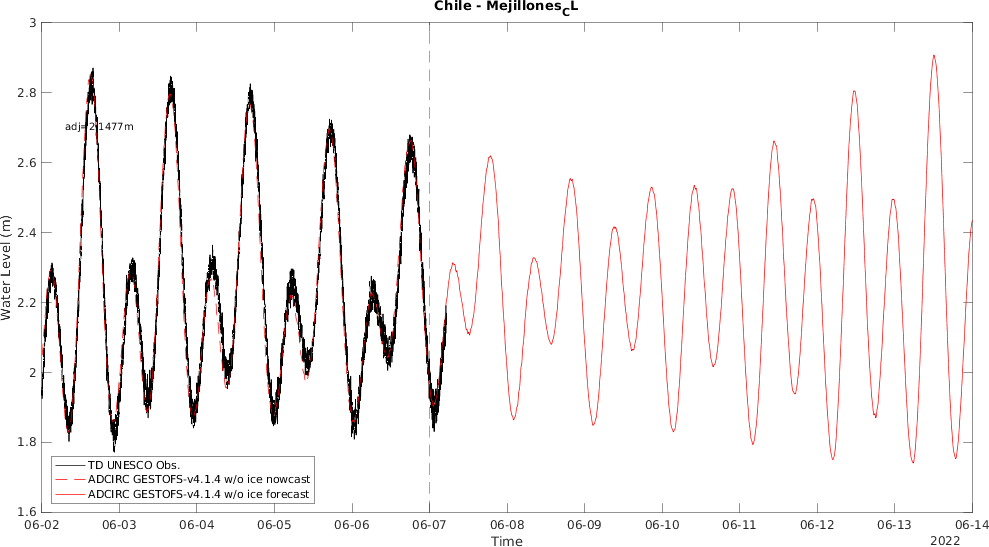 Chile - Mejillones_CL
3
2.8
adj=2.1477m
2.6
2.4
Water Level (m)
2.2
2
1.8
TD UNESCO Obs.
ADCIRC GESTOFS-v4.1.4 w/o ice nowcast
ADCIRC GESTOFS-v4.1.4 w/o ice forecast
1.6
06-02 06-03 06-04 06-05 06-06 06-07 06-08 06-09 06-10 06-11 06-12 06-13 06-14
Time
2022